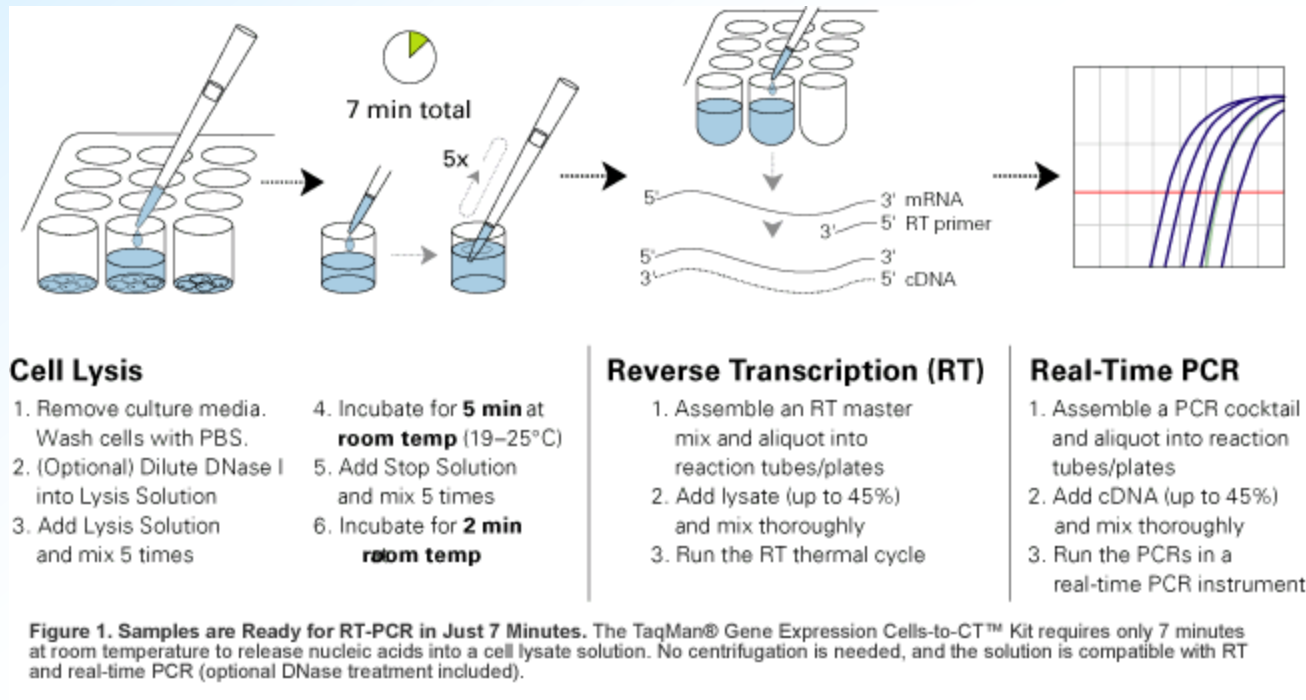 7 min total
5x
5'
3' mRNA
3'
5' RT primer
5'
3'
3'
5' cDNA
Cell Lysis
1. Remove culture media.
Wash cells with PBS.
2. (Optional) Dilute DNase I
into Lysis Solution
3. Add Lysis Solution
and mix 5 times
4. Incubate for 5 min at
room temp (19–25°C)
5. Add Stop Solution
and mix 5 times
6. Incubate for 2 min
room temp
Reverse Transcription (RT)
1. Assemble an RT master
mix and aliquot into
reaction tubes/plates
2. Add lysate (up to 45%)
and mix thoroughly
3. Run the RT thermal cycle
Real-Time PCR
1. Assemble a PCR cocktail
and aliquot into reaction
tubes/plates
2. Add cDNA (up to 45%)
and mix thoroughly
3. Run the PCRs in a
real-time PCR instrument
Figure 1. Samples are Ready for RT-PCR in Just 7 Minutes. The TaqMan® Gene Expression Cells-to-CT™ Kit requires only 7 minutes
at room temperature to release nucleic acids into a cell lysate solution. No centrifugation is needed, and the solution is compatible with RT
and real-time PCR (optional DNase treatment included).